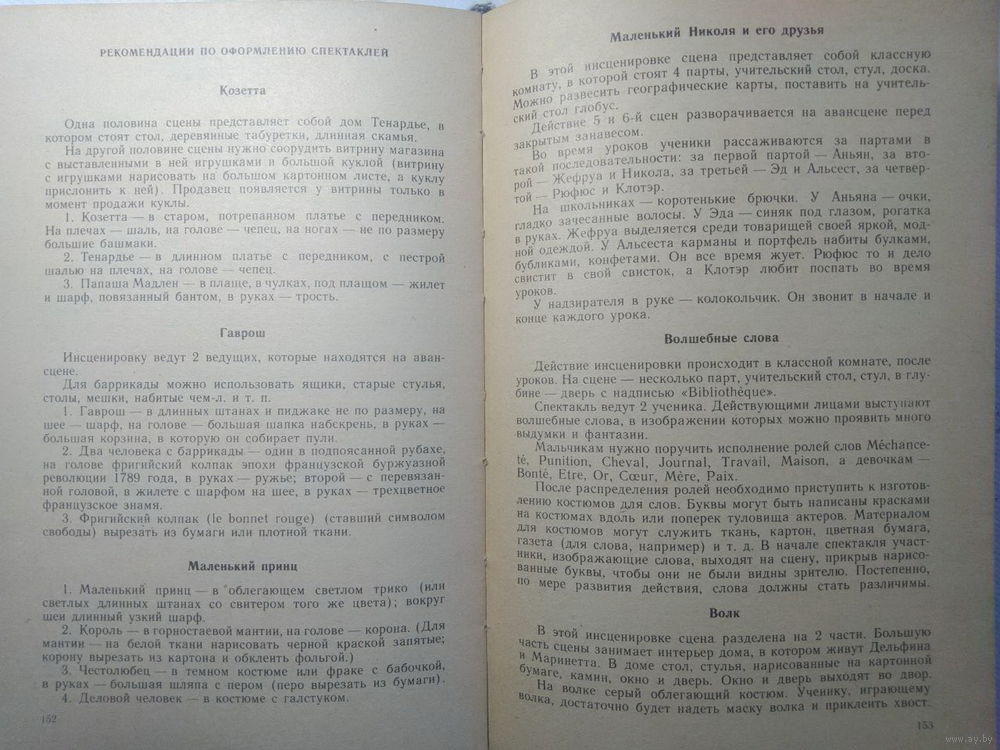 РЕКОМЕНДАЦИИ ПО ОФОРМЛЕНИЮ СПЕКТАКЛЕЙ
Козетта
Одна половина сцены представляет собой дом Тенардье, в
котором стоят стол, деревянные табуретки, длинная скамья.
На другой половине сцены нужно соорудить витрину магазина
с выставленными в ней игрушками и большой куклой (витрину
с игрушками нарисовать на большом картонном листе, а куклу
прислонить к ней). Продавец появляется у витрины только в
момент продажи куклы.
1. Козетта — в старом, потрепанном платье с передником.
На плечах — шаль, на голове — чепец, на ногах — не по размеру
большие башмаки.
2. Тенардье — в длинном платье с передником, с пестрой
шалью на плечах, на голове — чепец.
3. Папаша Мадлен — в плаще, в чулках, под плащом — жилет
и шарф, повязанный бантом, в руках — трость.
Гаврош
Инсценировку ведут 2 ведущих, которые находятся на аван-
сцене.
Для баррикады можно использовать ящики, старые стулья,
столы, мешки, набитые чем-л. и т. п.
1. Гаврош — в длинных штанах и пиджаке не по размеру, на
шее — шарф, на голове — большая шапка набскрень, в руках —
большая корзина, в которую он собирает пули.
2. Два человека с баррикады — один в подпоясанной рубахе,
на голове фригийский колпак эпохи французской буржуазной
революции 1789 года, в руках — ружье; второй — с перевязан-
ной головой, в жилете с шарфом на шее, в руках — трехцветное
французское знамя.
3. Фригийский колпак (le bonnet rouge) (ставший символом
свободы) вырезать из бумаги или плотной ткани.
Маленький принц
1. Маленький принц — в облегающем светлом трико (или
светлых длинных штанах со свитером того же цвета); вокруг
шеи длинный узкий шарф.
2. Король — в горностаевой мантии, на голове — корона. (Для
мантии — на белой ткани нарисовать черной краской запятые;
корону вырезать из картона и обклеить фольгой.)
3. Честолюбец — в темном костюме или фраке с бабочкой,
в руках — большая шляпа с пером (перо вырезать из бумаги).
4. Деловой человек — в костюме с галстуком.
152
Маленький Николя и его друзья
В этой инсценировке сцена представляет собой классную
комнату, в которой стоят 4 парты, учительский стол, стул, доска.
Можно развесить географические карты, поставить на учитель-
ский стол глобус.
Действие 5 и 6-й сцен разворачивается на авансцене перед
закрытым занавесом.
Во время уроков ученики рассаживаются за партами в
такой последовательности: за первой партой — Аньян, за вто-
рой — Жефруа и Никола, за третьей — Эд и Альсест, за четвер-
той — Рюфюс и Клотэр.
На школьниках — коротенькие брючки. У Аньяна — очки,
гладко зачесанные волосы. У Эда — синяк под глазом, рогатка
в руках. Жефруа выделяется среди товарищей своей яркой, мод-
ной одеждой. У Альсеста карманы и портфель набиты булками,
бубликами, конфетами. Он все время жует. Рюфюс то и дело
свистит в свой свисток, а Клотэр любит поспать во время
уроков.
У надзирателя в руке — колокольчик. Он звонит в начале и
конце каждого урока.
Волшебные слова
Действие инсценировки происходит в классной комнате, после
уроков. На сцене — несколько парт, учительский стол, стул, в глу-
бине — дверь с надписью «Bibliothèque».
Спектакль ведут 2 ученика. Действующими лицами выступают
волшебные слова, в изображении которых можно проявить много
выдумки и фантазии.
Мальчикам нужно поручить исполнение ролей слов Méchance-
té, Punition, Cheval, Journal, Travail, Maison, а девочкам —
Bonté, Etre, Or, Cœur, Mère, Paix.
После распределения ролей необходимо приступить к изготов-
лению костюмов для слов. Буквы могут быть написаны красками
на костюмах вдоль или поперек туловища актеров. Материалом
для костюмов могут служить ткань, картон, цветная бумага,
газета (для слова, например) и т. д. В начале спектакля участ-
ники, изображающие слова, выходят на сцену, прикрыв нарисо-
ванные буквы, чтобы они не были видны зрителю. Постепенно,
по мере развития действия, слова должны стать различимы.
Волк
В этой инсценировке сцена разделена на 2 части. Большую
часть сцены занимает интерьер дома, в котором живут Дельфина
и Маринетта. В доме стол, стулья, нарисованные на картонной
бумаге, камин, окно и дверь. Окно и дверь выходят во двор.
На волке серый облегающий костюм. Ученику, играющему
волка, достаточно будет надеть маску волка и приклеить хвост.
153
www.ay.by